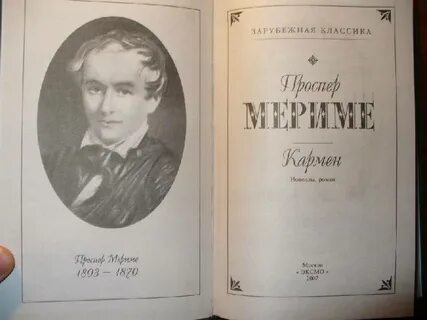 Проспер Мериме
1803 — 1870
ЗАРУБЕЖНАЯ КЛАССИКА
Проспер
МЕРИМЕ
Кармен
Новеллы, роман
Москва
«ЭКСМО»
2007